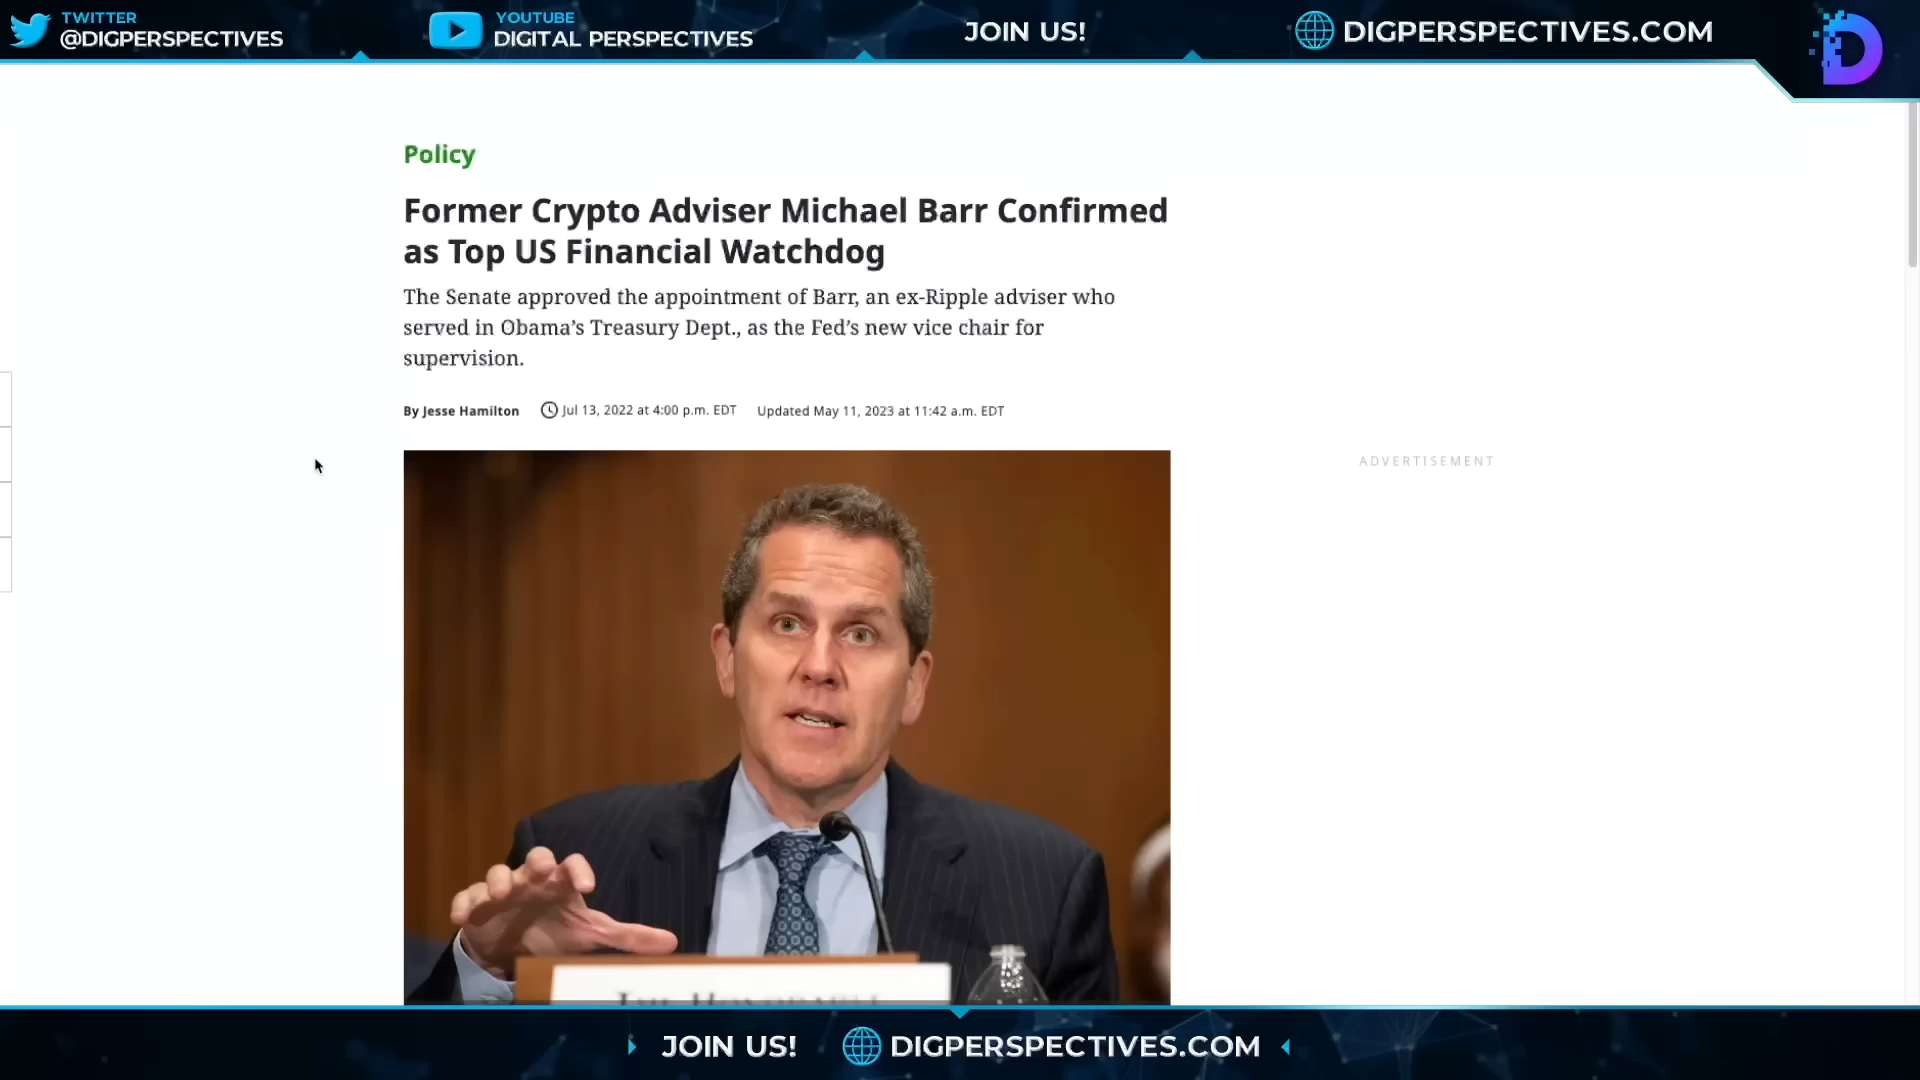 TWITTER
@DIGPERSPECTIVES
YOUTUBE
DIGITAL PERSPECTIVES
JOIN US!
DIGPERSPECTIVES.COM
Policy
Former Crypto Adviser Michael Barr Confirmed
as Top US Financial Watchdog
The Senate approved the appointment of Barr, an ex-Ripple adviser who
served in Obama's Treasury Dept., as the Fed's new vice chair for
supervision.
By Jesse Hamilton Jul 13, 2022 at 4:00 p.m. EDT Updated May 11, 2023 at 11:42 a.m. EDT
ADVERTISEMENT
JOIN US! DIGPERSPECTIVES.COM